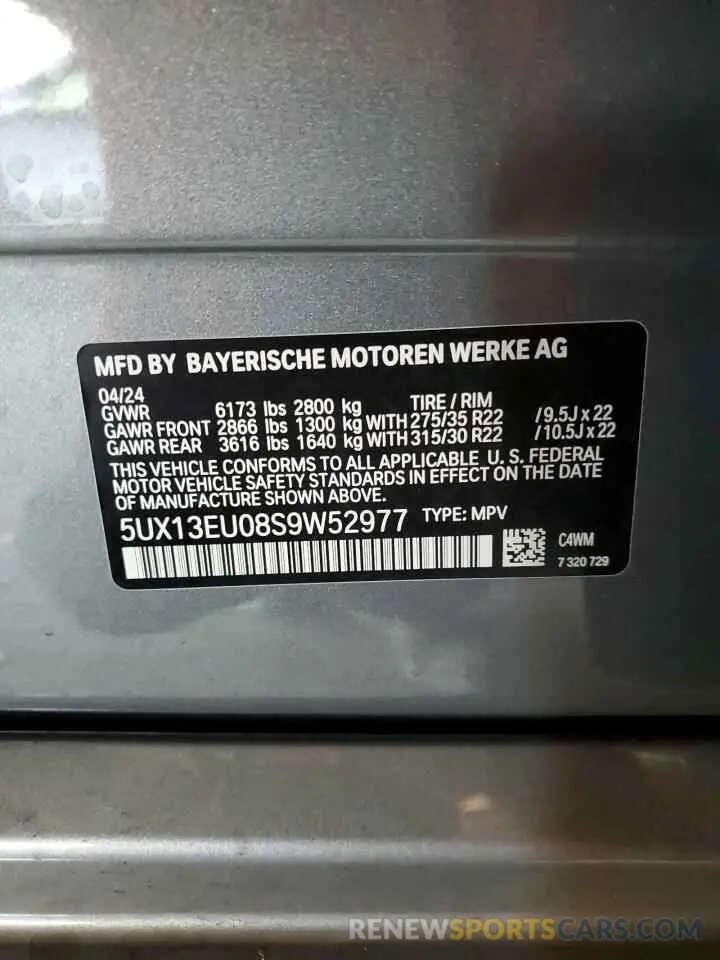 MFD BY BAYERISCHE MOTOREN WERKE AG
04/24
GVWR 6173 lbs 2800 kg TIRE / RIM
GAWR FRONT 2866 lbs 1300 kg WITH 275/35 R22 /9.5J x 22
GAWR REAR 3616 lbs 1640 kg WITH 315/30 R22 /10.5J x 22
THIS VEHICLE CONFORMS TO ALL APPLICABLE U. S. FEDERAL
MOTOR VEHICLE SAFETY STANDARDS IN EFFECT ON THE DATE
OF MANUFACTURE SHOWN ABOVE.
5UX13EU08S9W52977 TYPE: MPV
C4WM
7 320 729
RENEWSPORTSCARS.COM